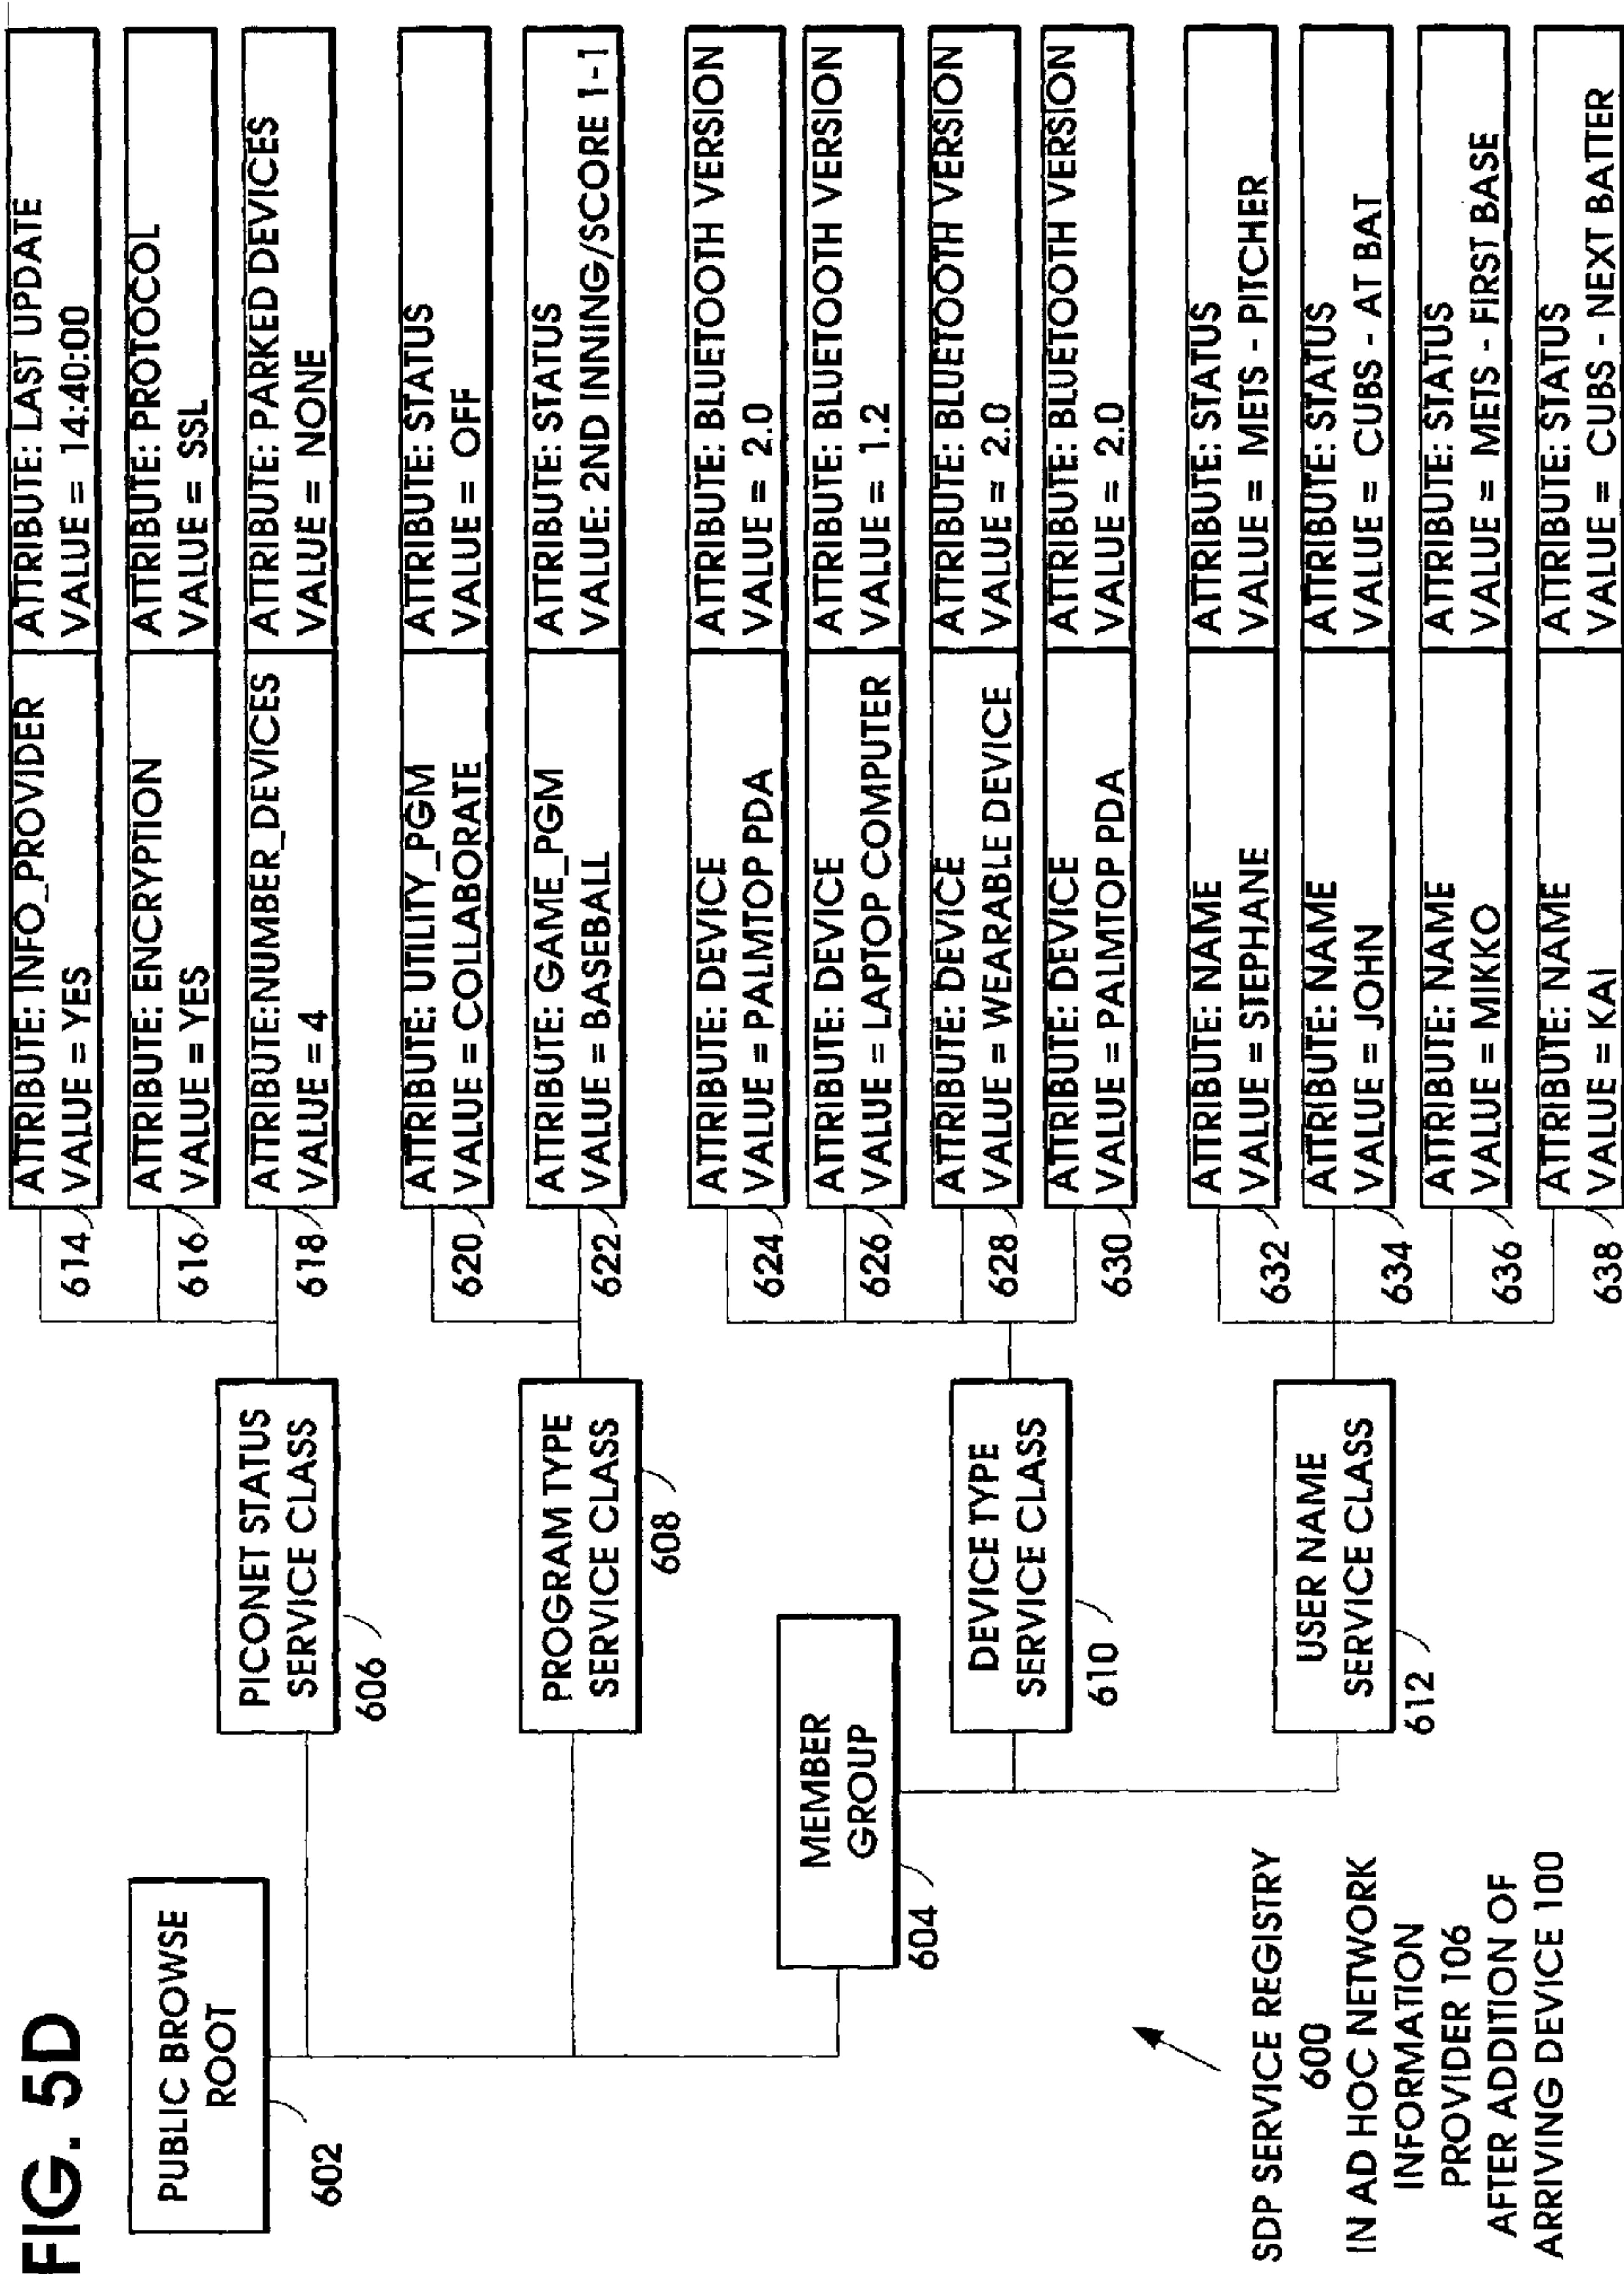 FIG. 5D
PUBLIC BROWSE
ROOT
602
PICONET STATUS
SERVICE CLASS
606
PROGRAM TYPE
SERVICE CLASS
608
MEMBER
GROUP
604
DEVICE TYPE
SERVICE CLASS
610
USER NAME
SERVICE CLASS
612
614
ATTRIBUTE: INFO_PROVIDER
VALUE = YES
ATTRIBUTE: LAST UPDATE
VALUE = 14:40:00
616
ATTRIBUTE: ENCRYPTION
VALUE = YES
ATTRIBUTE: PROTOCOL
VALUE = SSL
618
ATTRIBUTE:NUMBER_DEVICES
VALUE = 4
ATTRIBUTE: PARKED DEVICES
VALUE = NONE
620
ATTRIBUTE: UTILITY_PGM
VALUE = COLLABORATE
ATTRIBUTE: STATUS
VALUE = OFF
622
ATTRIBUTE: GAME_PGM
VALUE = BASEBALL
ATTRIBUTE: STATUS
VALUE: 2ND INNING/SCORE 1-1
624
ATTRIBUTE: DEVICE
VALUE = PALMTOP PDA
ATTRIBUTE: BLUETOOTH VERSION
VALUE = 2.0
626
ATTRIBUTE: DEVICE
VALUE = LAPTOP COMPUTER
ATTRIBUTE: BLUETOOTH VERSION
VALUE = 1.2
628
ATTRIBUTE: DEVICE
VALUE = WEARABLE DEVICE
ATTRIBUTE: BLUETOOTH VERSION
VALUE = 2.0
630
ATTRIBUTE: DEVICE
VALUE = PALMTOP PDA
ATTRIBUTE: BLUETOOTH VERSION
VALUE = 2.0
632
ATTRIBUTE: NAME
VALUE = STEPHANE
ATTRIBUTE: STATUS
VALUE = METS - PITCHER
634
ATTRIBUTE: NAME
VALUE = JOHN
ATTRIBUTE: STATUS
VALUE = CUBS - AT BAT
636
ATTRIBUTE: NAME
VALUE = MIKKO
ATTRIBUTE: STATUS
VALUE = METS - FIRST BASE
638
ATTRIBUTE: NAME
VALUE = KAI
ATTRIBUTE: STATUS
VALUE = CUBS - NEXT BATTER
SDP SERVICE REGISTRY
600
IN AD HOC NETWORK
INFORMATION
PROVIDER 106
AFTER ADDITION OF
ARRIVING DEVICE 100